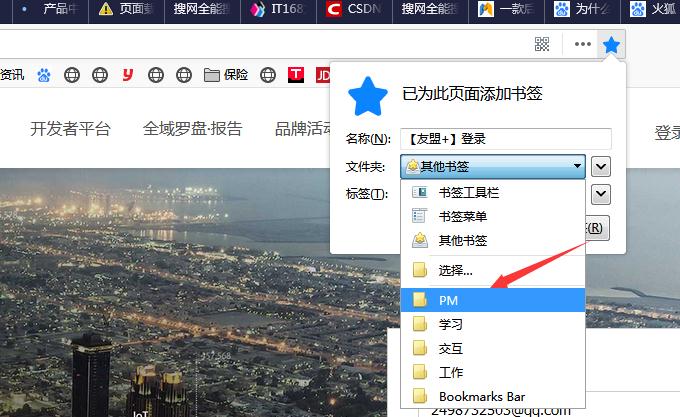 产品中
页面载
搜网全能搜
IT168
CSDN
搜网全能搜
一款后
为什么
火狐
资讯
保险
JD
已为此页面添加书签
开发者平台
全域罗盘·报告
品牌活动
登录
名称(N):
【友盟+】登录
文件夹:
其他书签
标签(T):
书签工具栏
书签菜单
其他书签
(R)
选择...
PM
学习
交互
工作
Bookmarks Bar
IoT
2498732503@qq.com